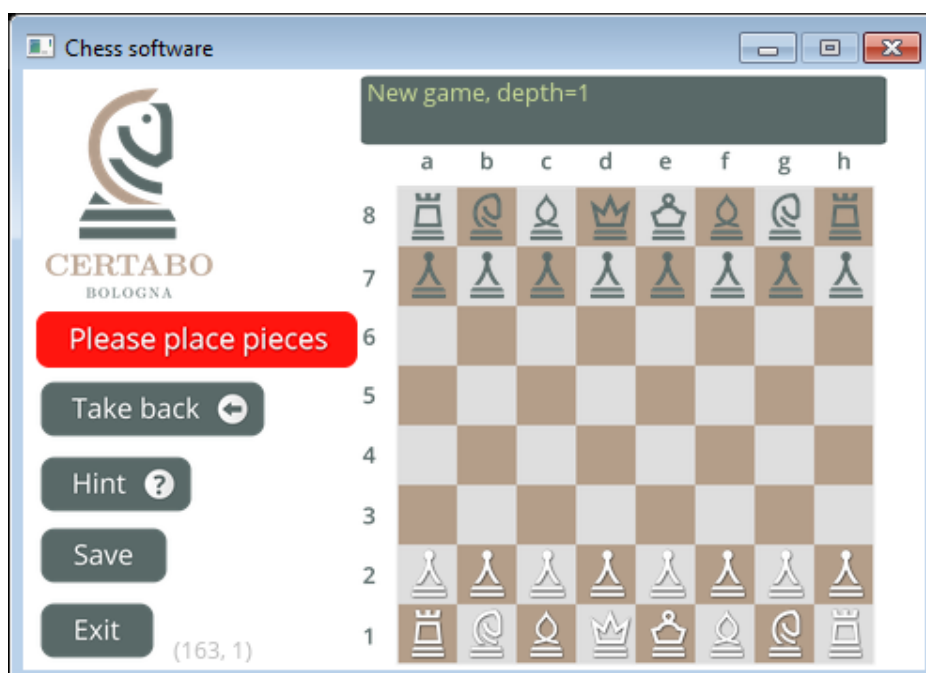 Chess software
New game, depth=1
a b c d e f g h
8
CERTABO
BOLOGNA
7
Please place pieces
6
Take back
5
4
Hint ?
3
Save
2
Exit
1
(163, 1)